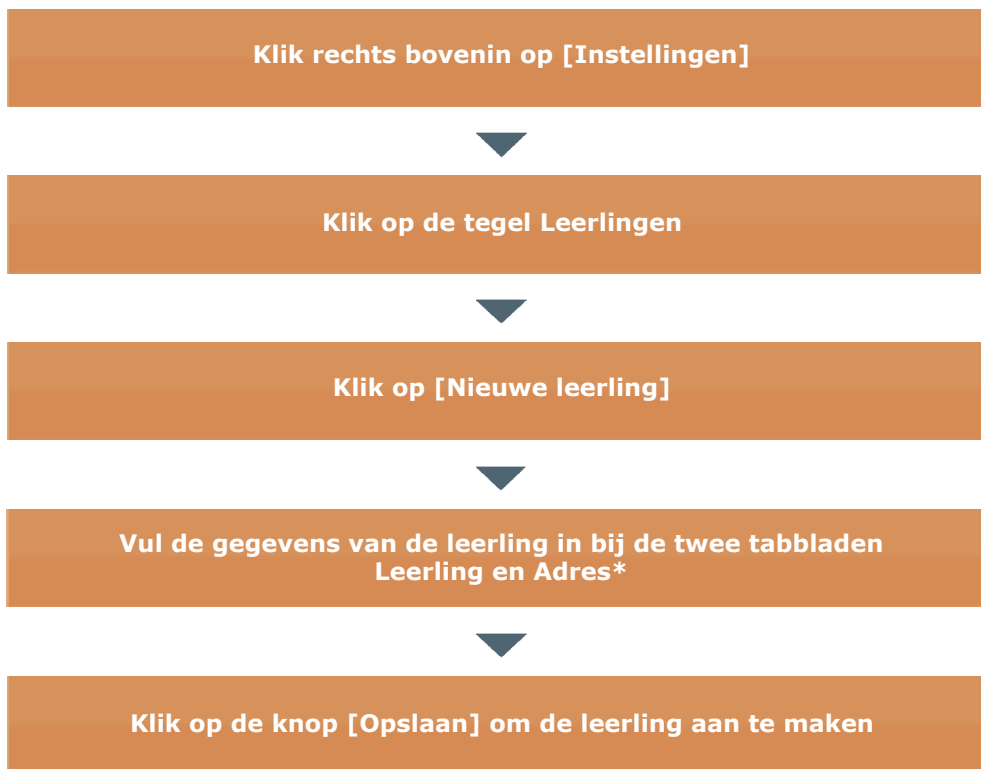 Klik rechts bovenin op [Instellingen]
Klik op de tegel Leerlingen
Klik op [Nieuwe leerling]
Vul de gegevens van de leerling in bij de twee tabbladen
Leerling en Adres*
Klik op de knop [Opslaan] om de leerling aan te maken